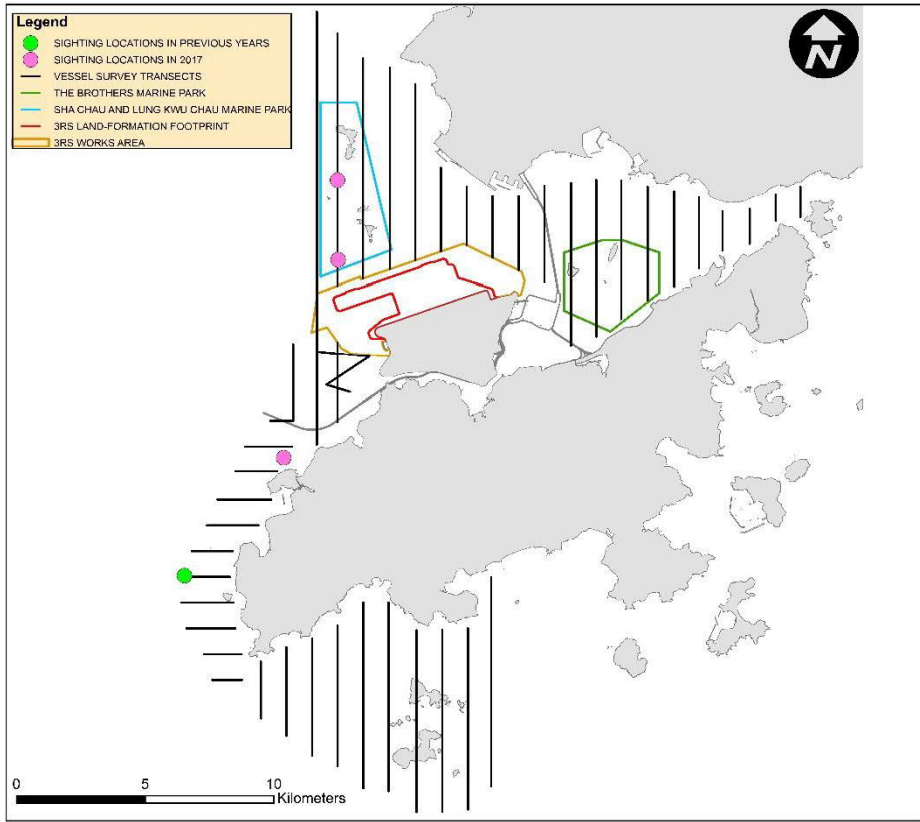 Legend
SIGHTING LOCATIONS IN PREVIOUS YEARS
SIGHTING LOCATIONS IN 2017
VESSEL SURVEY TRANSECTS
THE BROTHERS MARINE PARK
SHA CHAU AND LUNG KWU CHAU MARINE PARK
3RS LAND-FORMATION FOOTPRINT
3RS WORKS AREA
N
0 5 10
Kilometers